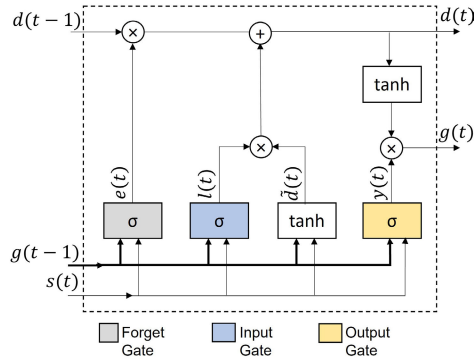 d(t−1)
d(t)
×
+
tanh
g(t)
×
×
e(t)
l(t)
d̃(t)
y(t)
σ
σ
tanh
σ
g(t−1)
s(t)
Forget
Gate
Input
Gate
Output
Gate